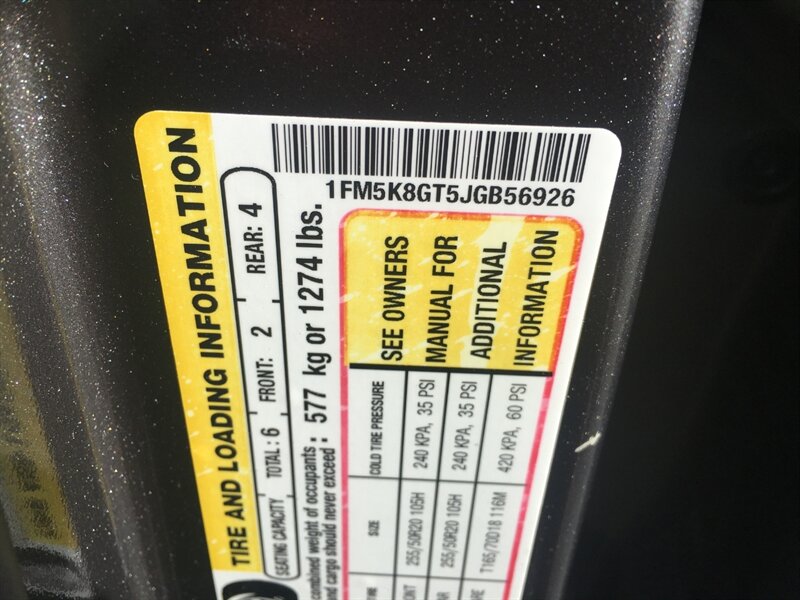 1FM5K8GT5JGB56926
TIRE AND LOADING INFORMATION
SEATING CAPACITY TOTAL: 6 FRONT: 2 REAR: 4
combined weight of occupants
and cargo should never exceed : 577 kg or 1274 lbs.
SIZE COLD TIRE PRESSURE
255/50R20 105H 240 KPA, 35 PSI
255/50R20 105H 240 KPA, 35 PSI
T165/70D18 116M 420 KPA, 60 PSI
SEE OWNERS
MANUAL FOR
ADDITIONAL
INFORMATION